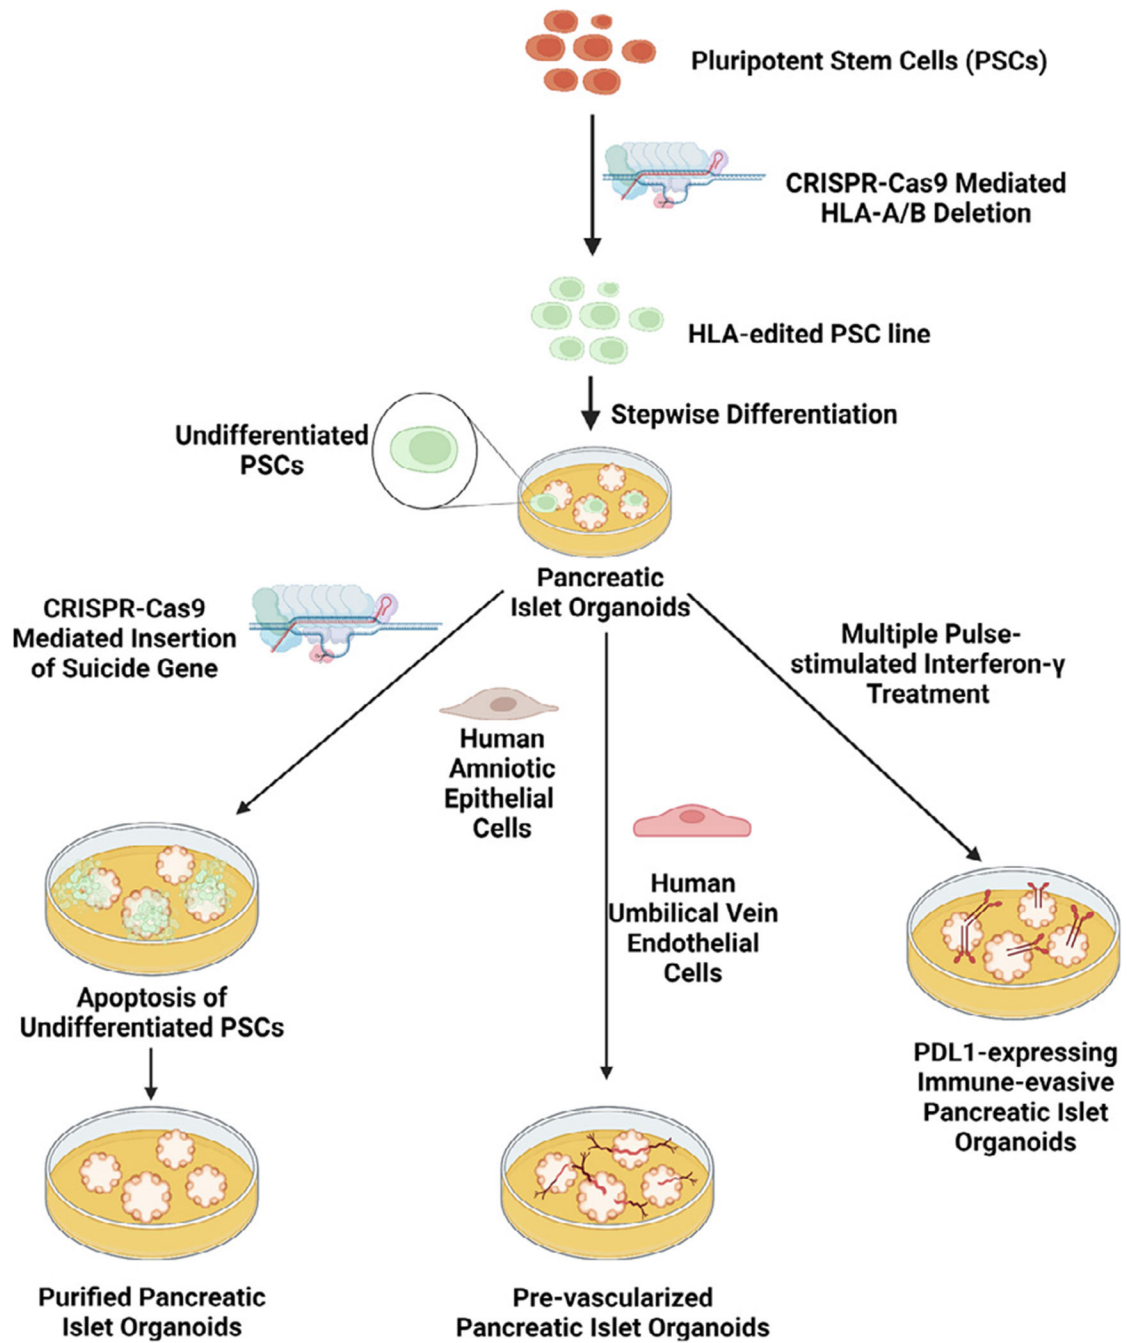 Pluripotent Stem Cells (PSCs)
CRISPR-Cas9 Mediated
HLA-A/B Deletion
HLA-edited PSC line
Stepwise Differentiation
Undifferentiated
PSCs
Pancreatic
Islet Organoids
CRISPR-Cas9
Mediated Insertion
of Suicide Gene
Multiple Pulse-
stimulated Interferon-γ
Treatment
Human
Amniotic
Epithelial
Cells
Human
Umbilical Vein
Endothelial
Cells
Apoptosis of
Undifferentiated PSCs
PDL1-expressing
Immune-evasive
Pancreatic Islet
Organoids
Purified Pancreatic
Islet Organoids
Pre-vascularized
Pancreatic Islet Organoids